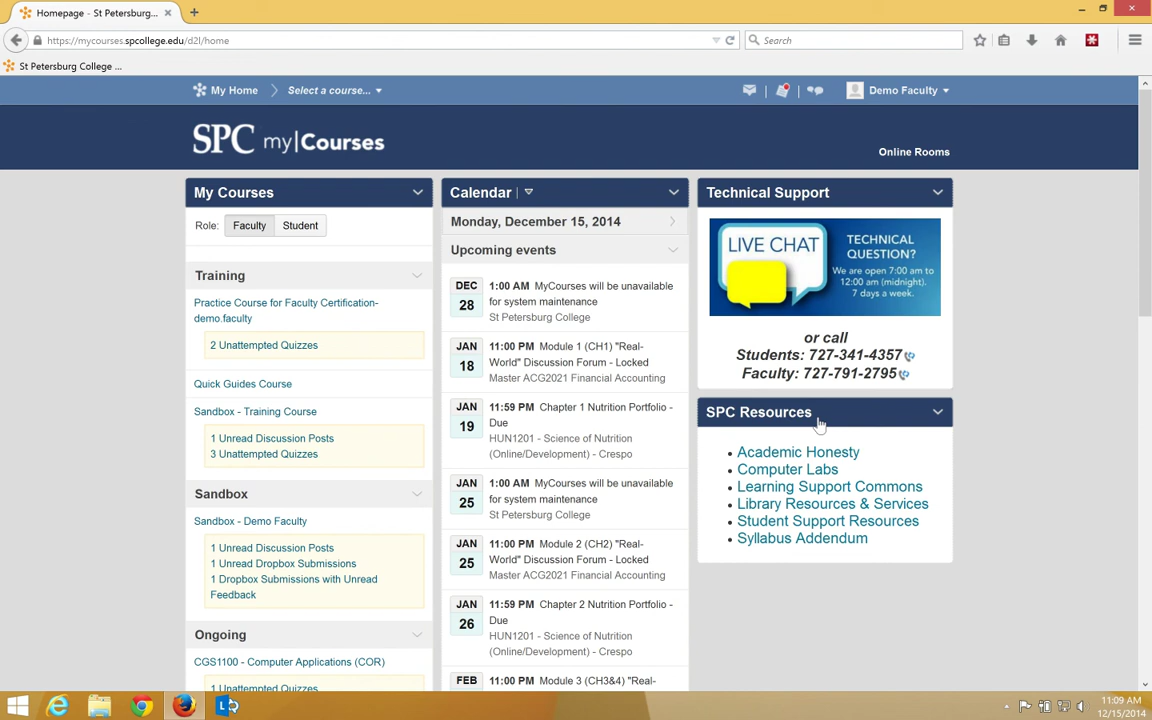 Homepage - St Petersburg...
https://mycourses.spcollege.edu/d2l/home
Search
St Petersburg College ...
My Home
Select a course...
Demo Faculty
SPC my|Courses
Online Rooms
My Courses
Role:
Faculty
Student
Training
Practice Course for Faculty Certification-
demo.faculty
2 Unattempted Quizzes
Quick Guides Course
Sandbox - Training Course
1 Unread Discussion Posts
3 Unattempted Quizzes
Sandbox
Sandbox - Demo Faculty
1 Unread Discussion Posts
1 Unread Dropbox Submissions
1 Dropbox Submissions with Unread
Feedback
Ongoing
CGS1100 - Computer Applications (COR)
1 Unattempted Quizzes
Calendar
Monday, December 15, 2014
Upcoming events
DEC
28
1:00 AM MyCourses will be unavailable
for system maintenance
St Petersburg College
JAN
18
11:00 PM Module 1 (CH1) "Real-
World" Discussion Forum - Locked
Master ACG2021 Financial Accounting
JAN
19
11:59 PM Chapter 1 Nutrition Portfolio -
Due
HUN1201 - Science of Nutrition
(Online/Development) - Crespo
JAN
25
1:00 AM MyCourses will be unavailable
for system maintenance
St Petersburg College
JAN
25
11:00 PM Module 2 (CH2) "Real-
World" Discussion Forum - Locked
Master ACG2021 Financial Accounting
JAN
26
11:59 PM Chapter 2 Nutrition Portfolio -
Due
HUN1201 - Science of Nutrition
(Online/Development) - Crespo
FEB
11:00 PM Module 3 (CH3&4) "Real-
Technical Support
LIVE CHAT
TECHNICAL
QUESTION?
We are open 7:00 am to
12:00 am (midnight).
7 days a week.
or call
Students: 727-341-4357
Faculty: 727-791-2795
SPC Resources
Academic Honesty
Computer Labs
Learning Support Commons
Library Resources & Services
Student Support Resources
Syllabus Addendum
11:09 AM
12/15/2014